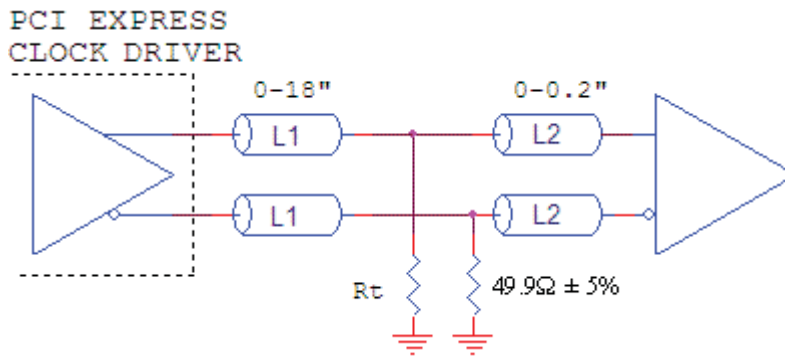 PCI EXPRESS
CLOCK DRIVER
0-18"
0-0.2"
L1
L2
L1
L2
Rt
49.9Ω ± 5%